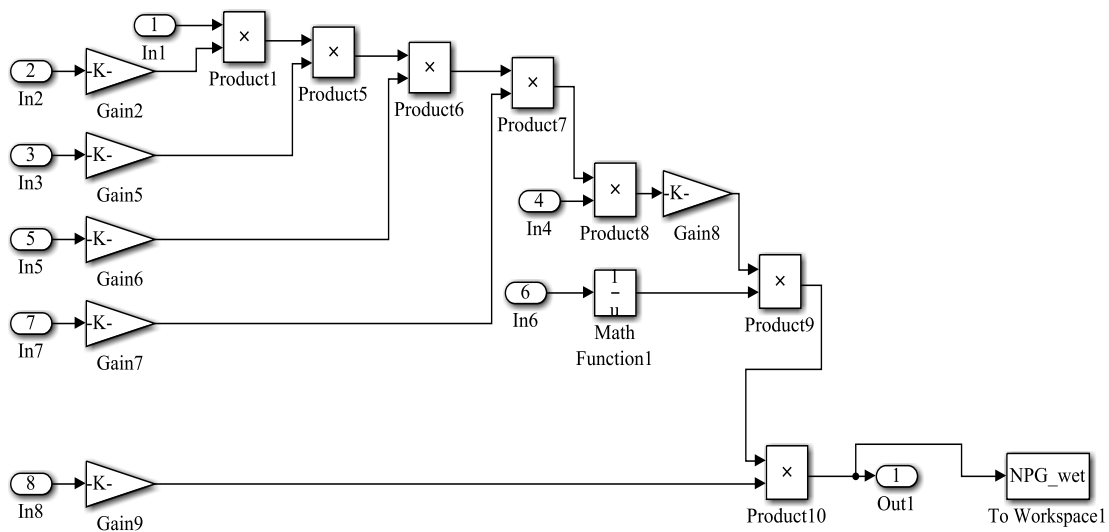 1
In1
×
Product1
2
-K-
In2
Gain2
×
Product5
×
Product6
×
Product7
3
-K-
In3
Gain5
4
In4
×
Product8
-K-
Gain8
5
-K-
In5
Gain6
6
In6
1
u
Math
Function1
×
Product9
7
-K-
In7
Gain7
8
-K-
In8
Gain9
×
Product10
1
Out1
NPG_wet
To Workspace1